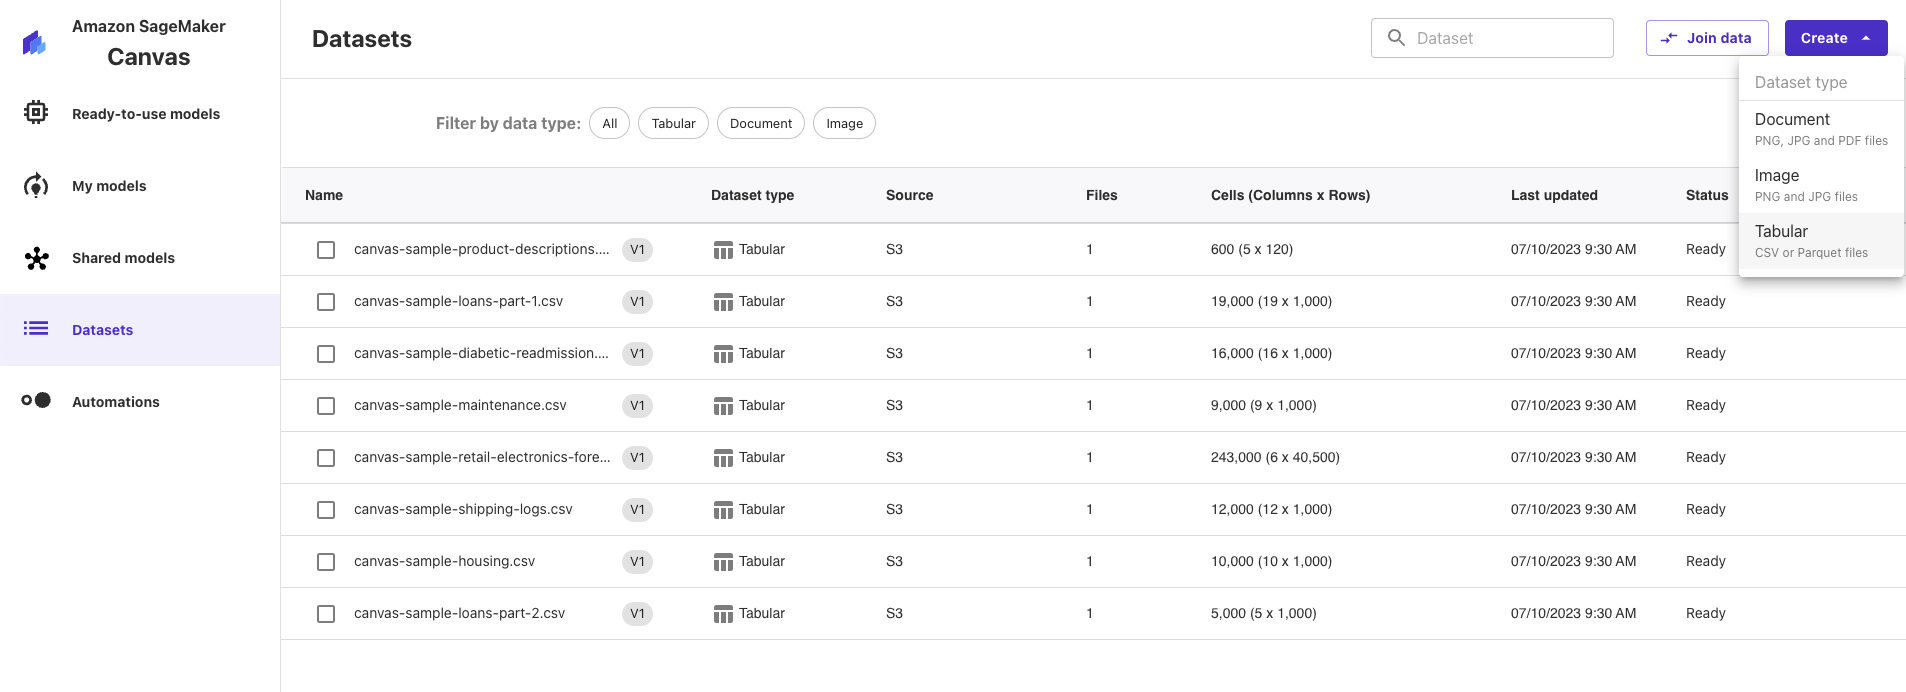 Amazon SageMaker
Canvas
Ready-to-use models
My models
Shared models
Datasets
Automations
Datasets
Dataset
Join data
Create
Dataset type
Document
PNG, JPG and PDF files
Image
PNG and JPG files
Tabular
CSV or Parquet files
Filter by data type: All Tabular Document Image
Name Dataset type Source Files Cells (Columns x Rows) Last updated Status
canvas-sample-product-descriptions.... V1 Tabular S3 1 600 (5 x 120) 07/10/2023 9:30 AM Ready
canvas-sample-loans-part-1.csv V1 Tabular S3 1 19,000 (19 x 1,000) 07/10/2023 9:30 AM Ready
canvas-sample-diabetic-readmission.... V1 Tabular S3 1 16,000 (16 x 1,000) 07/10/2023 9:30 AM Ready
canvas-sample-maintenance.csv V1 Tabular S3 1 9,000 (9 x 1,000) 07/10/2023 9:30 AM Ready
canvas-sample-retail-electronics-fore... V1 Tabular S3 1 243,000 (6 x 40,500) 07/10/2023 9:30 AM Ready
canvas-sample-shipping-logs.csv V1 Tabular S3 1 12,000 (12 x 1,000) 07/10/2023 9:30 AM Ready
canvas-sample-housing.csv V1 Tabular S3 1 10,000 (10 x 1,000) 07/10/2023 9:30 AM Ready
canvas-sample-loans-part-2.csv V1 Tabular S3 1 5,000 (5 x 1,000) 07/10/2023 9:30 AM Ready